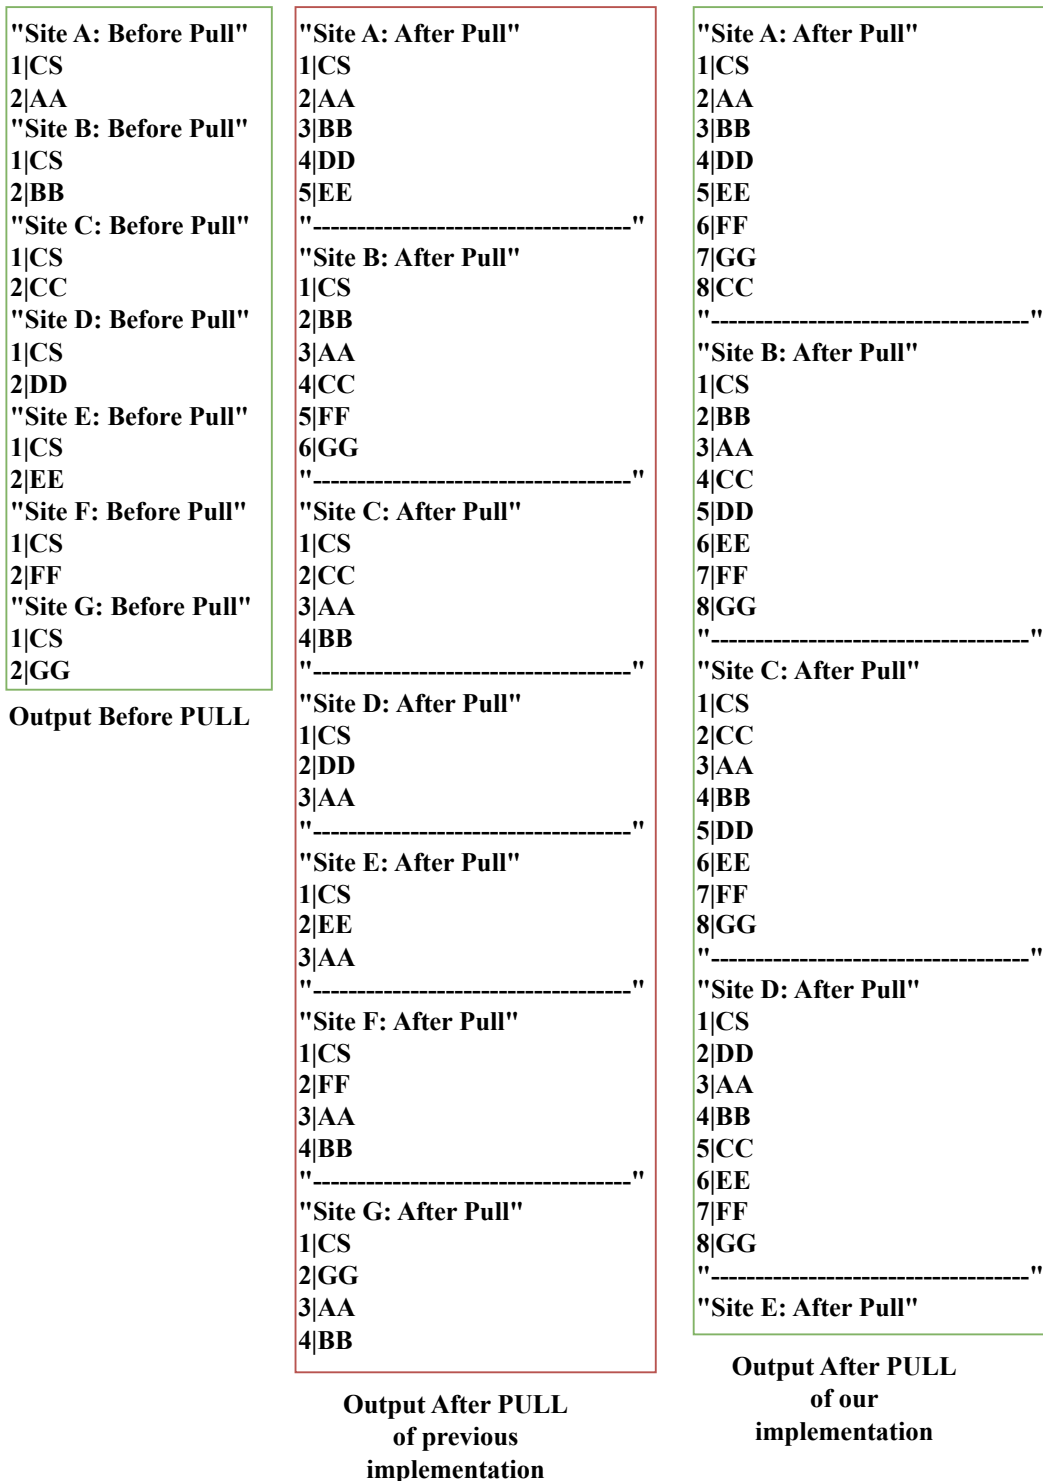 "Site A: Before Pull"
1|CS
2|AA
"Site B: Before Pull"
1|CS
2|BB
"Site C: Before Pull"
1|CS
2|CC
"Site D: Before Pull"
1|CS
2|DD
"Site E: Before Pull"
1|CS
2|EE
"Site F: Before Pull"
1|CS
2|FF
"Site G: Before Pull"
1|CS
2|GG
Output Before PULL
"Site A: After Pull"
1|CS
2|AA
3|BB
4|DD
5|EE
"------------------------------------"
"Site B: After Pull"
1|CS
2|BB
3|AA
4|CC
5|FF
6|GG
"------------------------------------"
"Site C: After Pull"
1|CS
2|CC
3|AA
4|BB
"------------------------------------"
"Site D: After Pull"
1|CS
2|DD
3|AA
"------------------------------------"
"Site E: After Pull"
1|CS
2|EE
3|AA
"------------------------------------"
"Site F: After Pull"
1|CS
2|FF
3|AA
4|BB
"------------------------------------"
"Site G: After Pull"
1|CS
2|GG
3|AA
4|BB
Output After PULL
of previous
implementation
"Site A: After Pull"
1|CS
2|AA
3|BB
4|DD
5|EE
6|FF
7|GG
8|CC
"------------------------------------"
"Site B: After Pull"
1|CS
2|BB
3|AA
4|CC
5|DD
6|EE
7|FF
8|GG
"------------------------------------"
"Site C: After Pull"
1|CS
2|CC
3|AA
4|BB
5|DD
6|EE
7|FF
8|GG
"------------------------------------"
"Site D: After Pull"
1|CS
2|DD
3|AA
4|BB
5|CC
6|EE
7|FF
8|GG
"------------------------------------"
"Site E: After Pull"
Output After PULL
of our
implementation